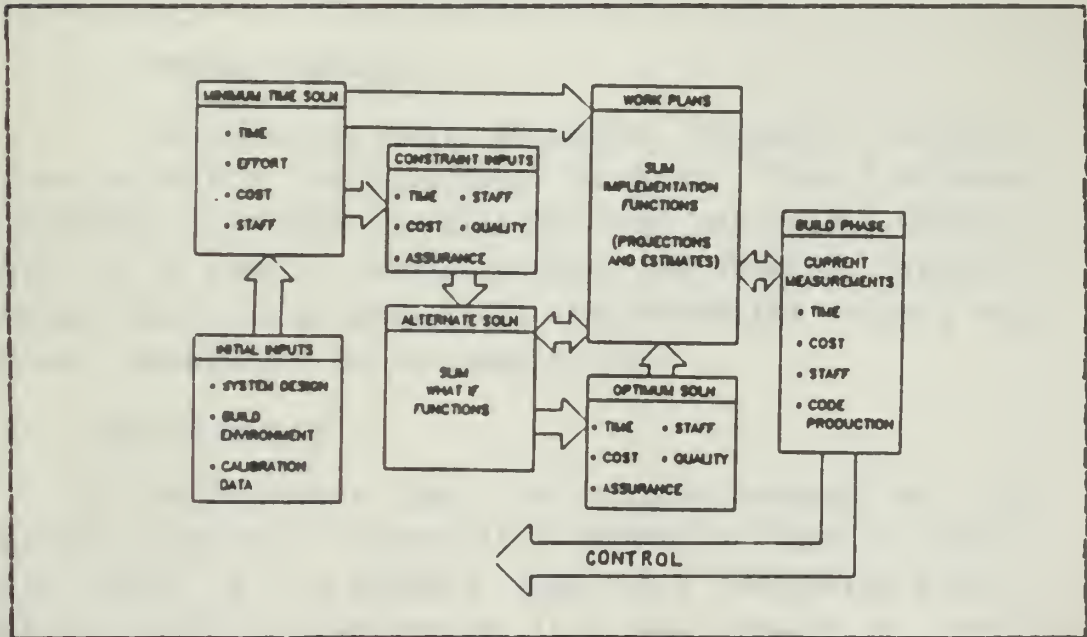 MINIMUM TIME SOLN
• TIME
• EFFORT
• COST
• STAFF
INITIAL INPUTS
• SYSTEM DESIGN
• BUILD
ENVIRONMENT
• CALIBRATION
DATA
CONSTRAINT INPUTS
• TIME • STAFF
• COST • QUALITY
• ASSURANCE
ALTERNATE SOLN
SLIM
WHAT IF
FUNCTIONS
WORK PLANS
SLIM
IMPLEMENTATION
FUNCTIONS
(PROJECTIONS
AND ESTIMATES)
OPTIMUM SOLN
• TIME • STAFF
• COST • QUALITY
• ASSURANCE
BUILD PHASE
CURRENT
MEASUREMENTS
• TIME
• COST
• STAFF
• CODE
PRODUCTION
CONTROL